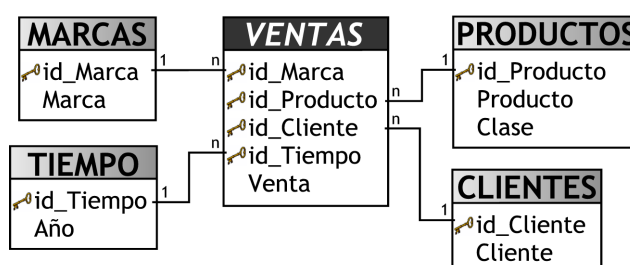 MARCAS
id_Marca
Marca
1
n
VENTAS
id_Marca
id_Producto
id_Cliente
id_Tiempo
Venta
n
n
n
1
PRODUCTOS
id_Producto
Producto
Clase
TIEMPO
id_Tiempo
Año
1
CLIENTES
1
id_Cliente
Cliente